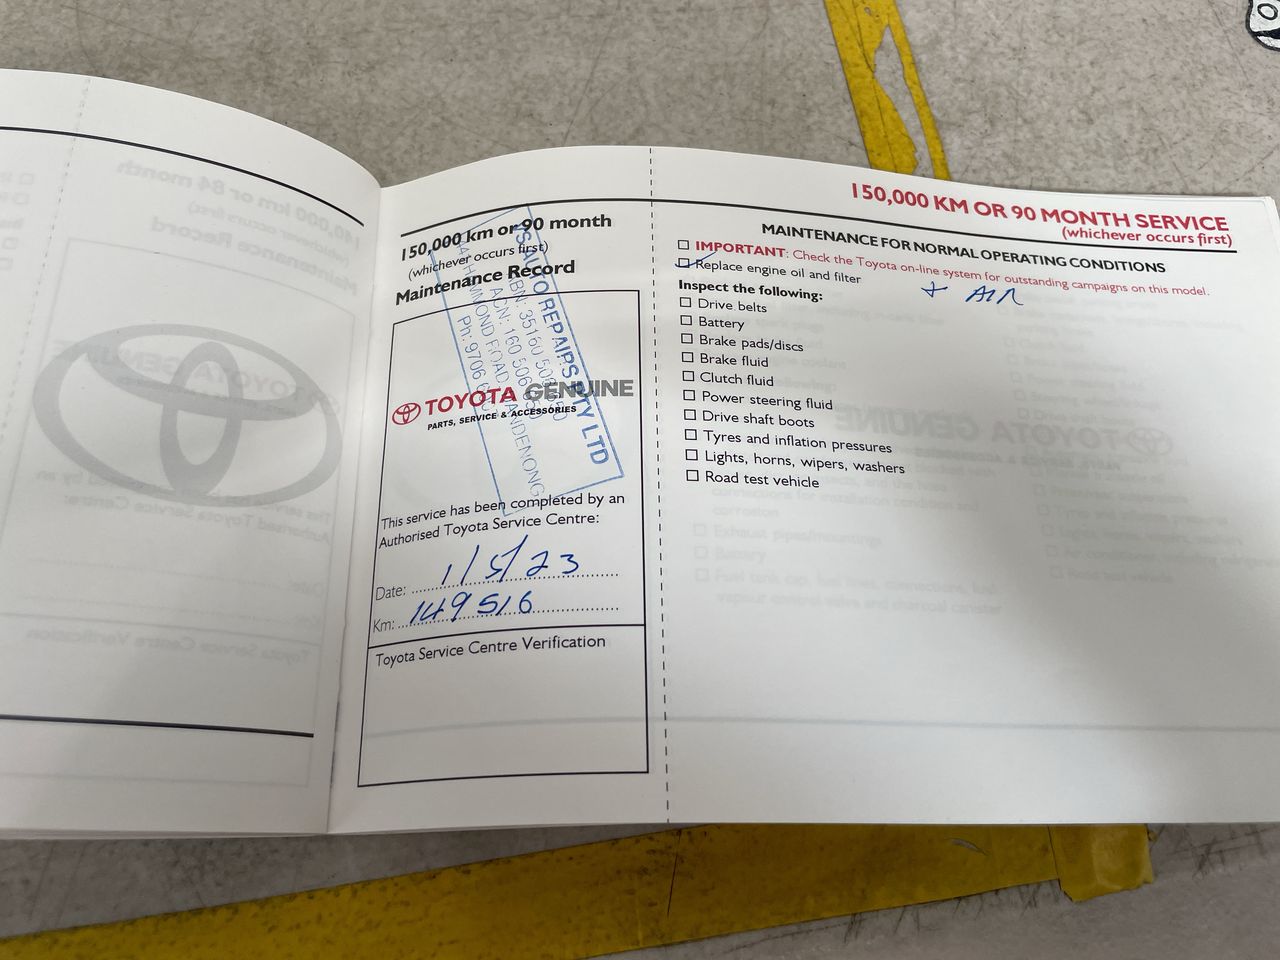 150,000 km or 90 month
(whichever occurs first)
Maintenance Record
AUTO REPAIRS PTY LTD
TOYOTA GENUINE
PARTS, SERVICE & ACCESSORIES
This service has been completed by an
Authorised Toyota Service Centre:
Date: 1/5/23
Km: 149516
Toyota Service Centre Verification
150,000 KM OR 90 MONTH SERVICE
(whichever occurs first)
MAINTENANCE FOR NORMAL OPERATING CONDITIONS
IMPORTANT: Check the Toyota on-line system for outstanding campaigns on this model.
Replace engine oil and filter + AIR
Inspect the following:
Drive belts
Battery
Brake pads/discs
Brake fluid
Clutch fluid
Power steering fluid
Drive shaft boots
Tyres and inflation pressures
Lights, horns, wipers, washers
Road test vehicle